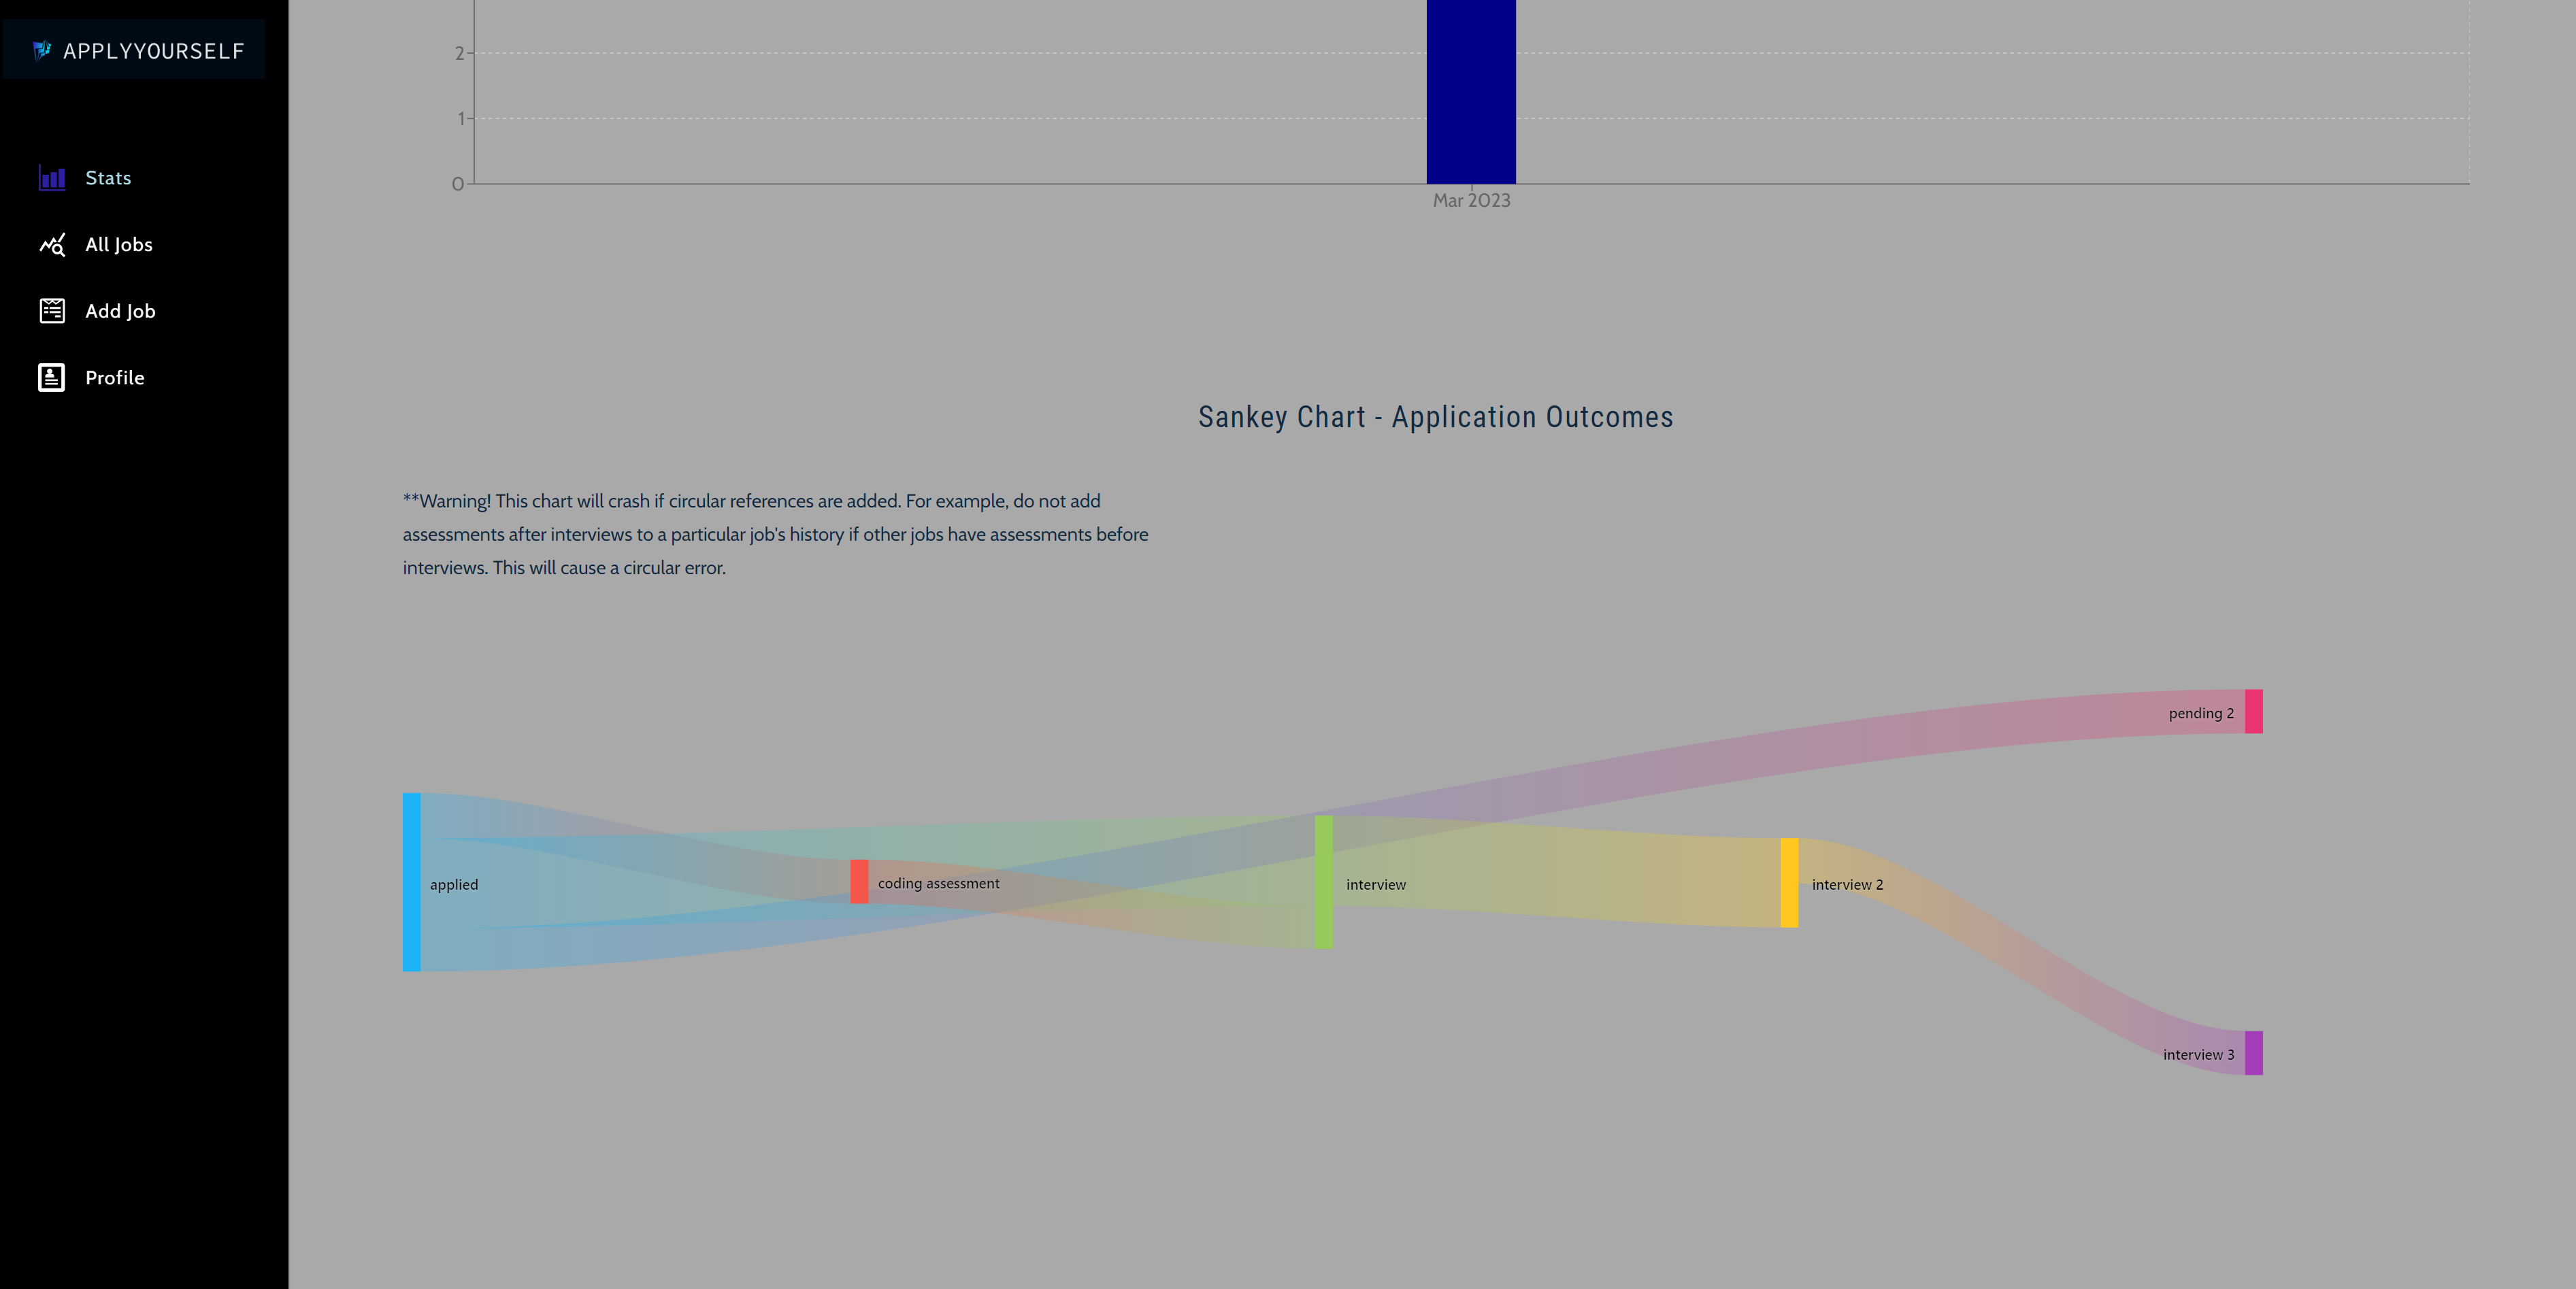 APPLYYOURSELF
Stats
All Jobs
Add Job
Profile
2
1
0
Mar 2023
Sankey Chart - Application Outcomes
**Warning! This chart will crash if circular references are added. For example, do not add
assessments after interviews to a particular job's history if other jobs have assessments before
interviews. This will cause a circular error.
pending 2
applied
coding assessment
interview
interview 2
interview 3